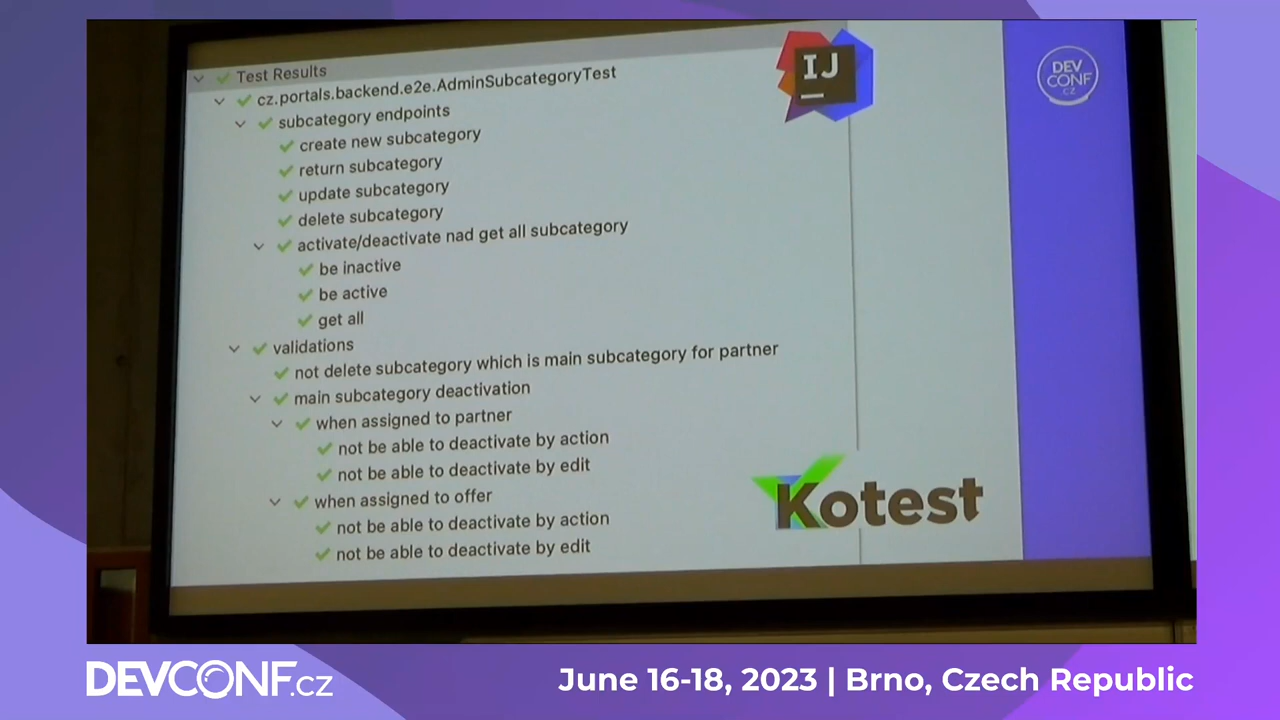 Test Results
cz.portals.backend.e2e.AdminSubcategoryTest
subcategory endpoints
create new subcategory
return subcategory
update subcategory
delete subcategory
activate/deactivate nad get all subcategory
be inactive
be active
get all
validations
not delete subcategory which is main subcategory for partner
main subcategory deactivation
when assigned to partner
not be able to deactivate by action
not be able to deactivate by edit
when assigned to offer
not be able to deactivate by action
not be able to deactivate by edit
IJ
DEV
CONF
CZ
Kotest
DEVCONF.cz
June 16-18, 2023 | Brno, Czech Republic